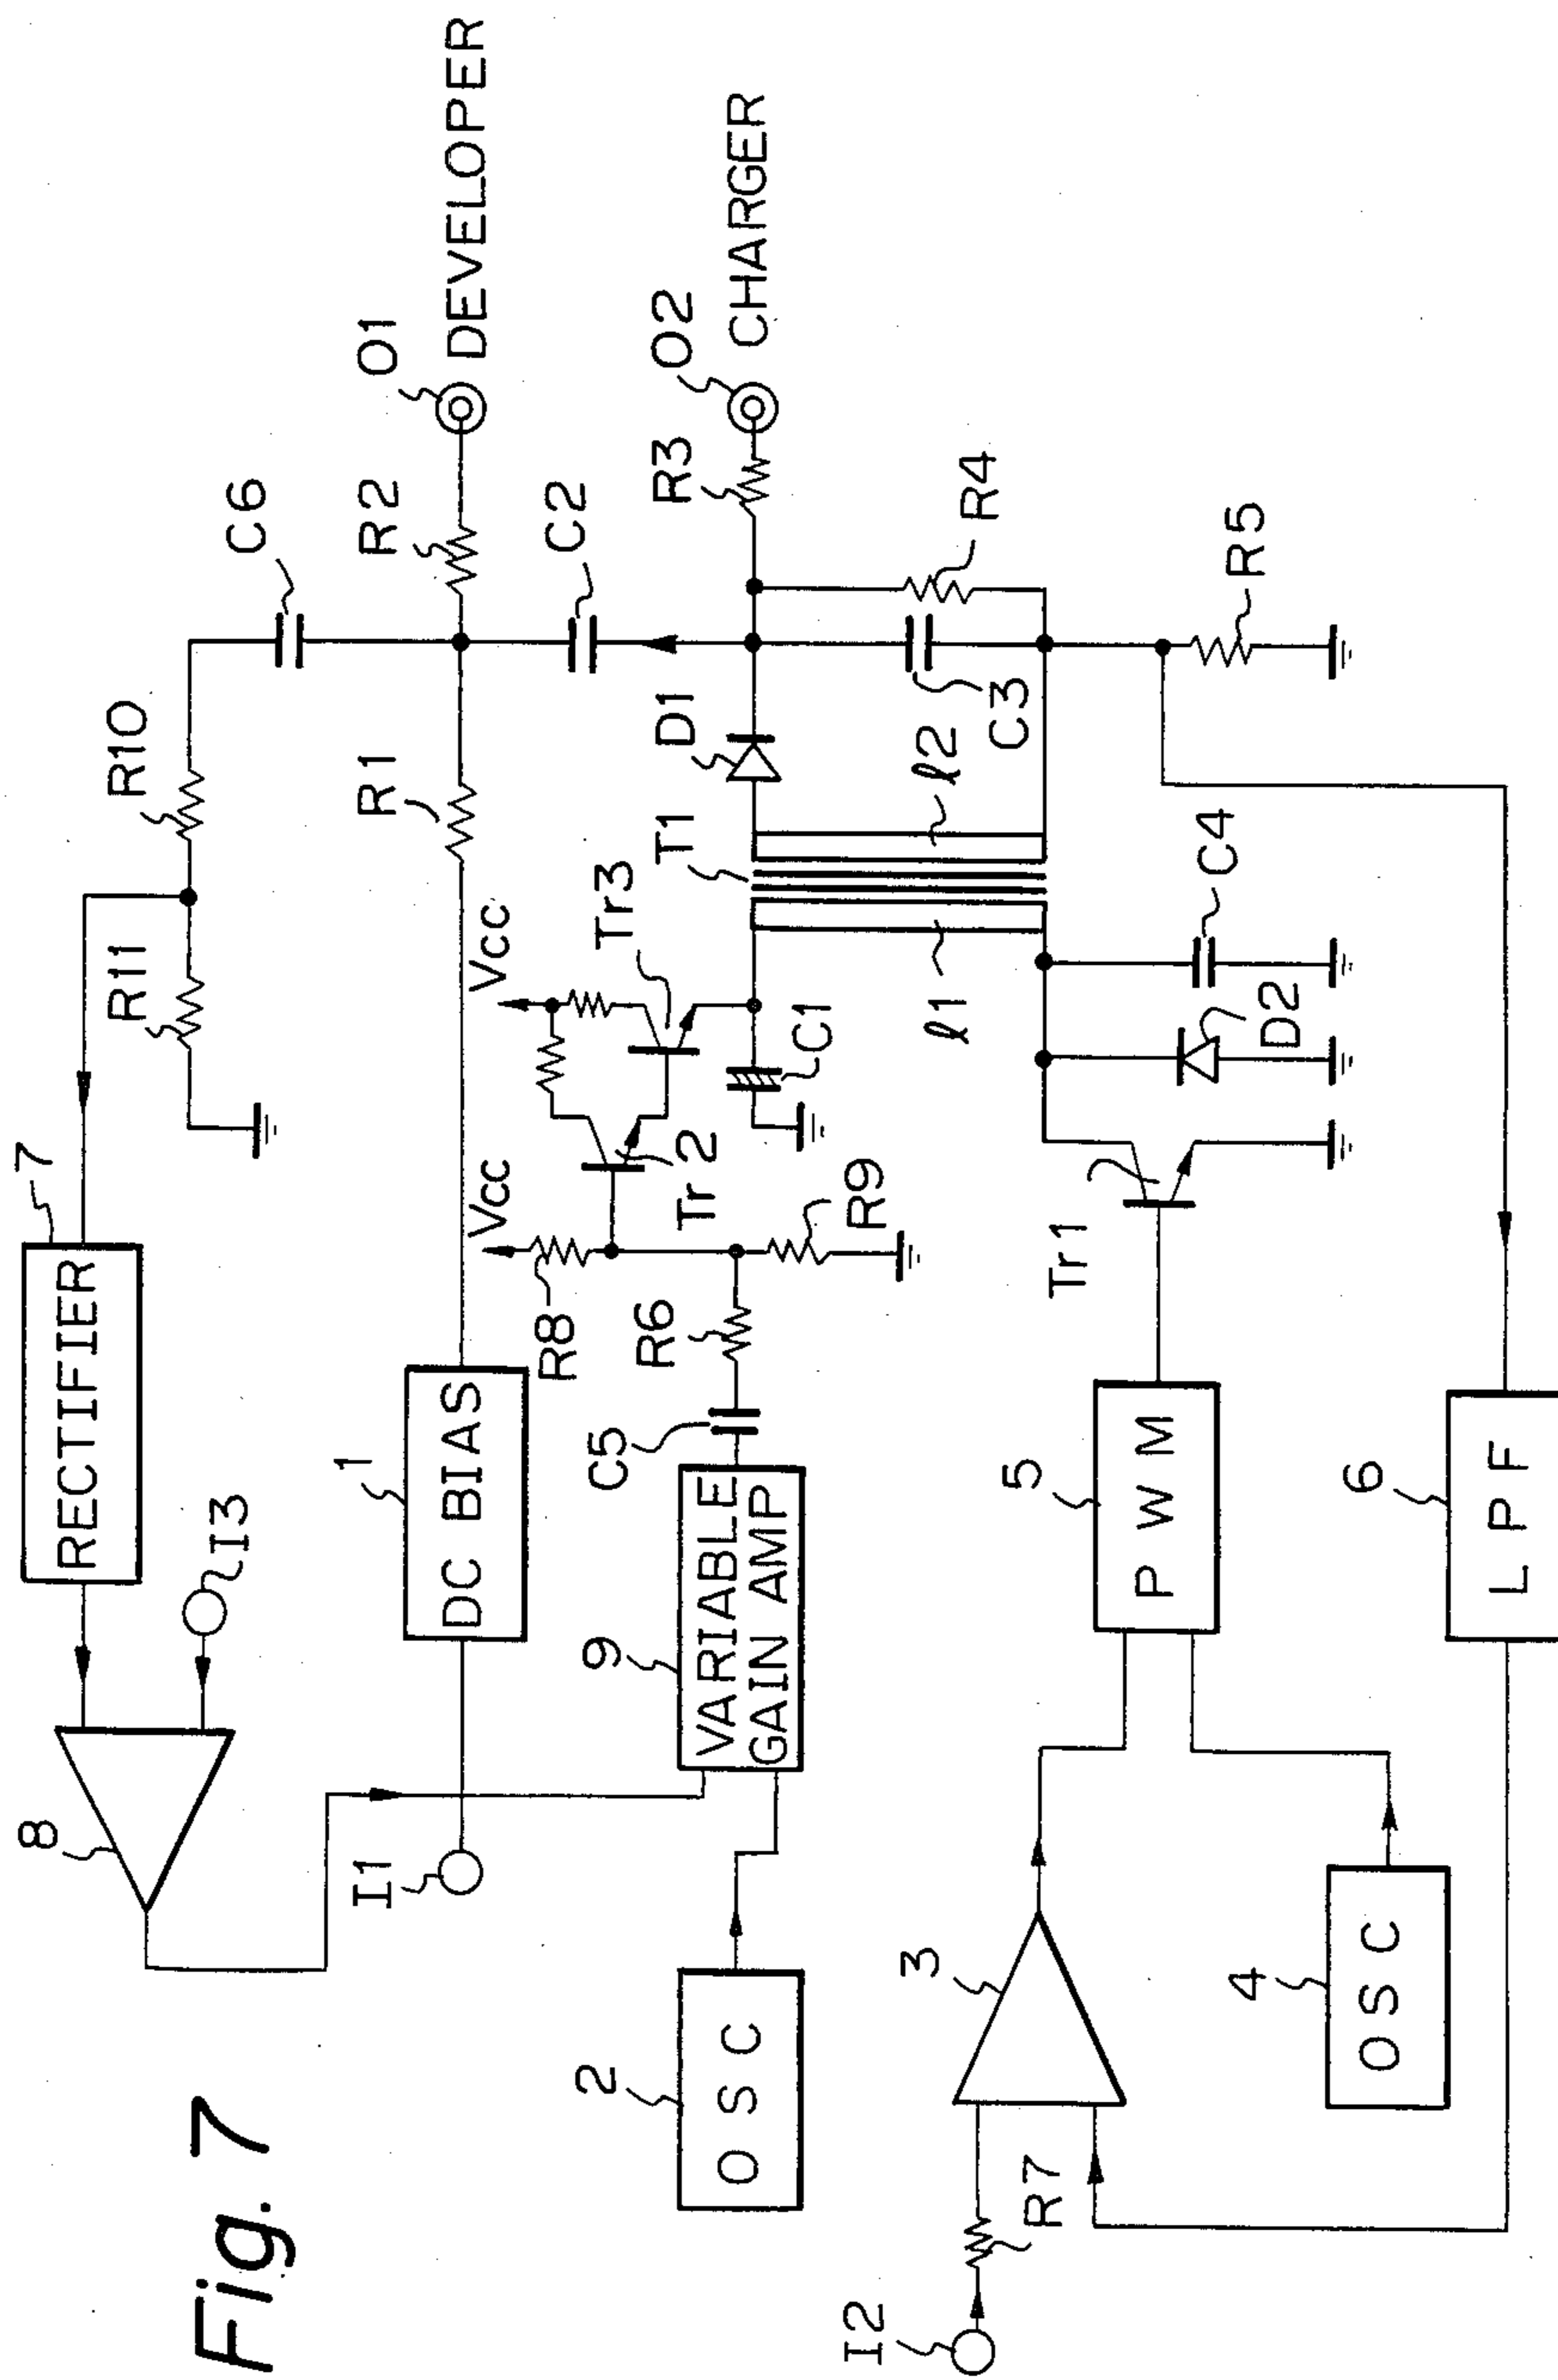 Fig. 7
8
I3
7
RECTIFIER
R11
R10
C6
I1
1
DC BIAS
R1
R2
O1
DEVELOPER
Vcc
Vcc
R8
Tr2
Tr3
C2
2
OSC
9
VARIABLE
GAIN AMP
C5
R6
R9
C1
T1
D1
R3
O2
CHARGER
ℓ1
ℓ2
C3
R4
I2
R7
3
4
OSC
5
PWM
Tr1
D2
C4
R5
6
LPF